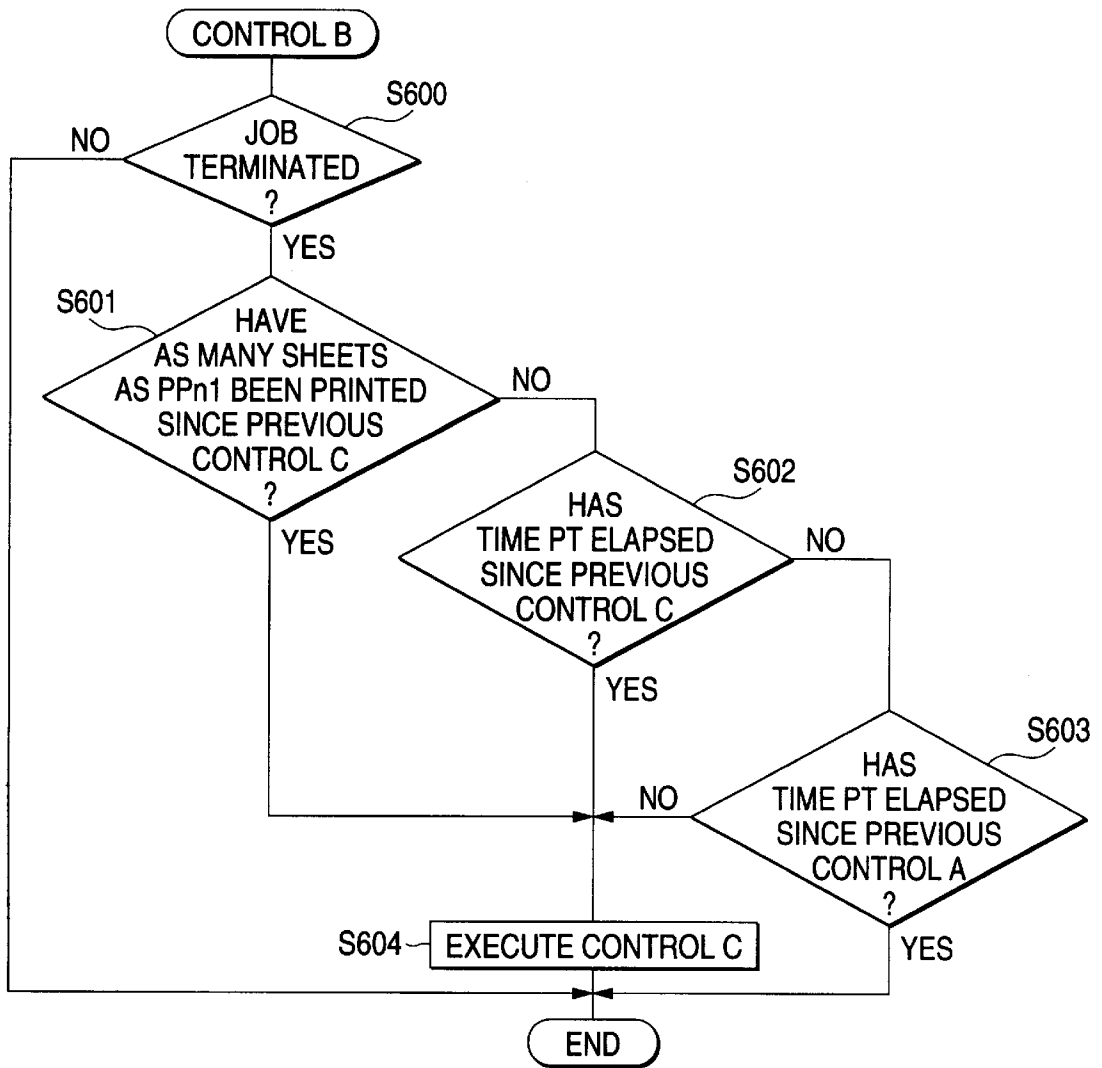 CONTROL B
S600
NO
JOB
TERMINATED
?
YES
S601
HAVE
AS MANY SHEETS
AS PPn1 BEEN PRINTED
SINCE PREVIOUS
CONTROL C
?
NO
YES
S602
HAS
TIME PT ELAPSED
SINCE PREVIOUS
CONTROL C
?
NO
YES
S603
HAS
TIME PT ELAPSED
SINCE PREVIOUS
CONTROL A
?
NO
YES
S604
EXECUTE CONTROL C
END